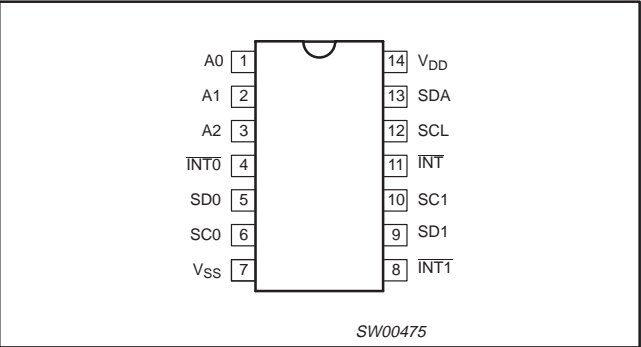 A0 1 14 VDD
A1 2 13 SDA
A2 3 12 SCL
INT0 4 11 INT
SD0 5 10 SC1
SC0 6 9 SD1
VSS 7 8 INT1
SW00475